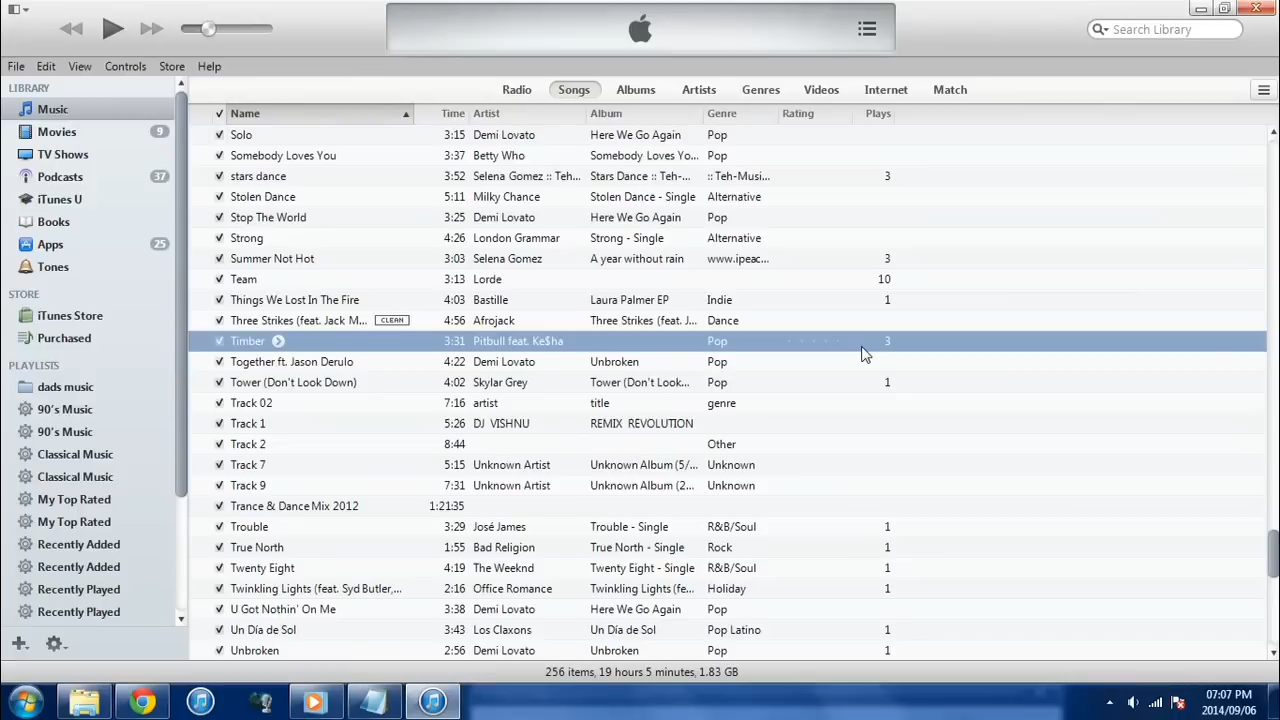 Search Library
File Edit View Controls Store Help
LIBRARY
Music
Movies 9
TV Shows
Podcasts 37
iTunes U
Books
Apps 25
Tones
STORE
iTunes Store
Purchased
PLAYLISTS
dads music
90's Music
90's Music
Classical Music
Classical Music
My Top Rated
My Top Rated
Recently Added
Recently Added
Recently Played
Recently Played
Radio Songs Albums Artists Genres Videos Internet Match
Name Time Artist Album Genre Rating Plays
Solo 3:15 Demi Lovato Here We Go Again Pop
Somebody Loves You 3:37 Betty Who Somebody Loves Yo... Pop
stars dance 3:52 Selena Gomez :: Teh-... Stars Dance :: Teh-... :: Teh-Musi... 3
Stolen Dance 5:11 Milky Chance Stolen Dance - Single Alternative
Stop The World 3:25 Demi Lovato Here We Go Again Pop
Strong 4:26 London Grammar Strong - Single Alternative
Summer Not Hot 3:03 Selena Gomez A year without rain www.ipeac... 3
Team 3:13 Lorde 10
Things We Lost In The Fire 4:03 Bastille Laura Palmer EP Indie 1
Three Strikes (feat. Jack M... CLEAN 4:56 Afrojack Three Strikes (feat. J... Dance
Timber 3:31 Pitbull feat. Ke$ha Pop 3
Together ft. Jason Derulo 4:22 Demi Lovato Unbroken Pop
Tower (Don't Look Down) 4:02 Skylar Grey Tower (Don't Look... Pop 1
Track 02 7:16 artist title genre
Track 1 5:26 DJ VISHNU REMIX REVOLUTION
Track 2 8:44 Other
Track 7 5:15 Unknown Artist Unknown Album (5/... Unknown
Track 9 7:31 Unknown Artist Unknown Album (2... Unknown
Trance & Dance Mix 2012 1:21:35
Trouble 3:29 José James Trouble - Single R&B/Soul 1
True North 1:55 Bad Religion True North - Single Rock 1
Twenty Eight 4:19 The Weeknd Twenty Eight - Single R&B/Soul 1
Twinkling Lights (feat. Syd Butler,... 2:16 Office Romance Twinkling Lights (fe... Holiday 1
U Got Nothin' On Me 3:38 Demi Lovato Here We Go Again Pop
Un Día de Sol 3:43 Los Claxons Un Día de Sol Pop Latino 1
Unbroken 2:56 Demi Lovato Unbroken Pop 1
256 items, 19 hours 5 minutes, 1.83 GB
07:07 PM
2014/09/06